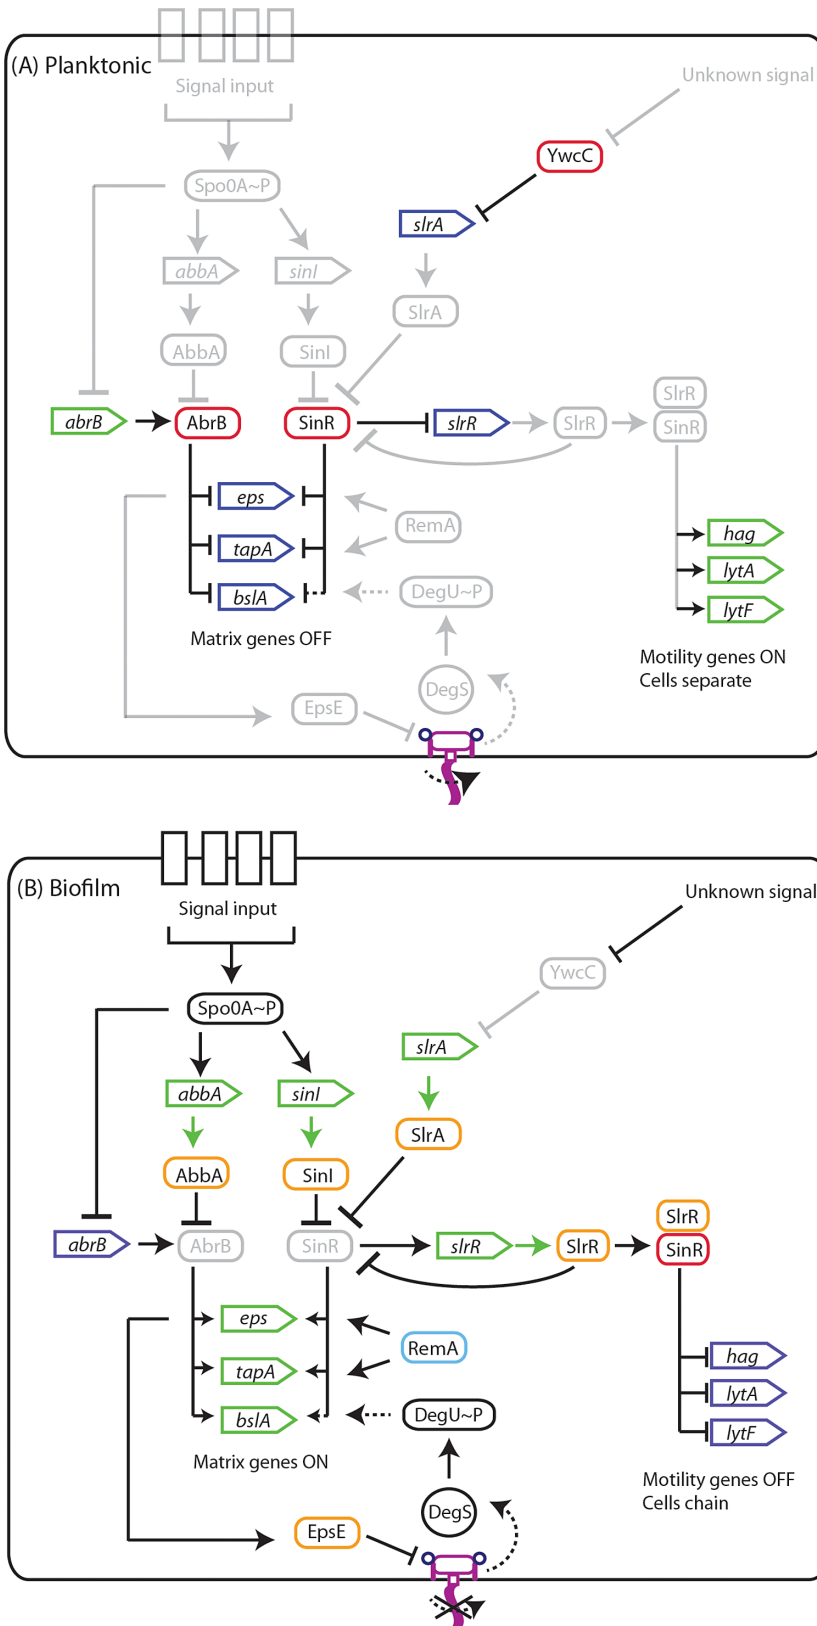 (A) Planktonic
Signal input
Unknown signal
YwcC
Spo0A~P
slrA
abbA
sinI
SlrA
AbbA
SinI
SlrR
abrB
AbrB
SinR
slrR
SlrR
SinR
eps
RemA
hag
tapA
lytA
bslA
DegU~P
lytF
Matrix genes OFF
Motility genes ON
Cells separate
DegS
EpsE
(B) Biofilm
Unknown signal
Signal input
YwcC
Spo0A~P
slrA
abbA
sinI
SlrA
AbbA
SinI
SlrR
abrB
AbrB
SinR
slrR
SlrR
SinR
eps
RemA
hag
tapA
lytA
bslA
DegU~P
lytF
Matrix genes ON
Motility genes OFF
Cells chain
DegS
EpsE